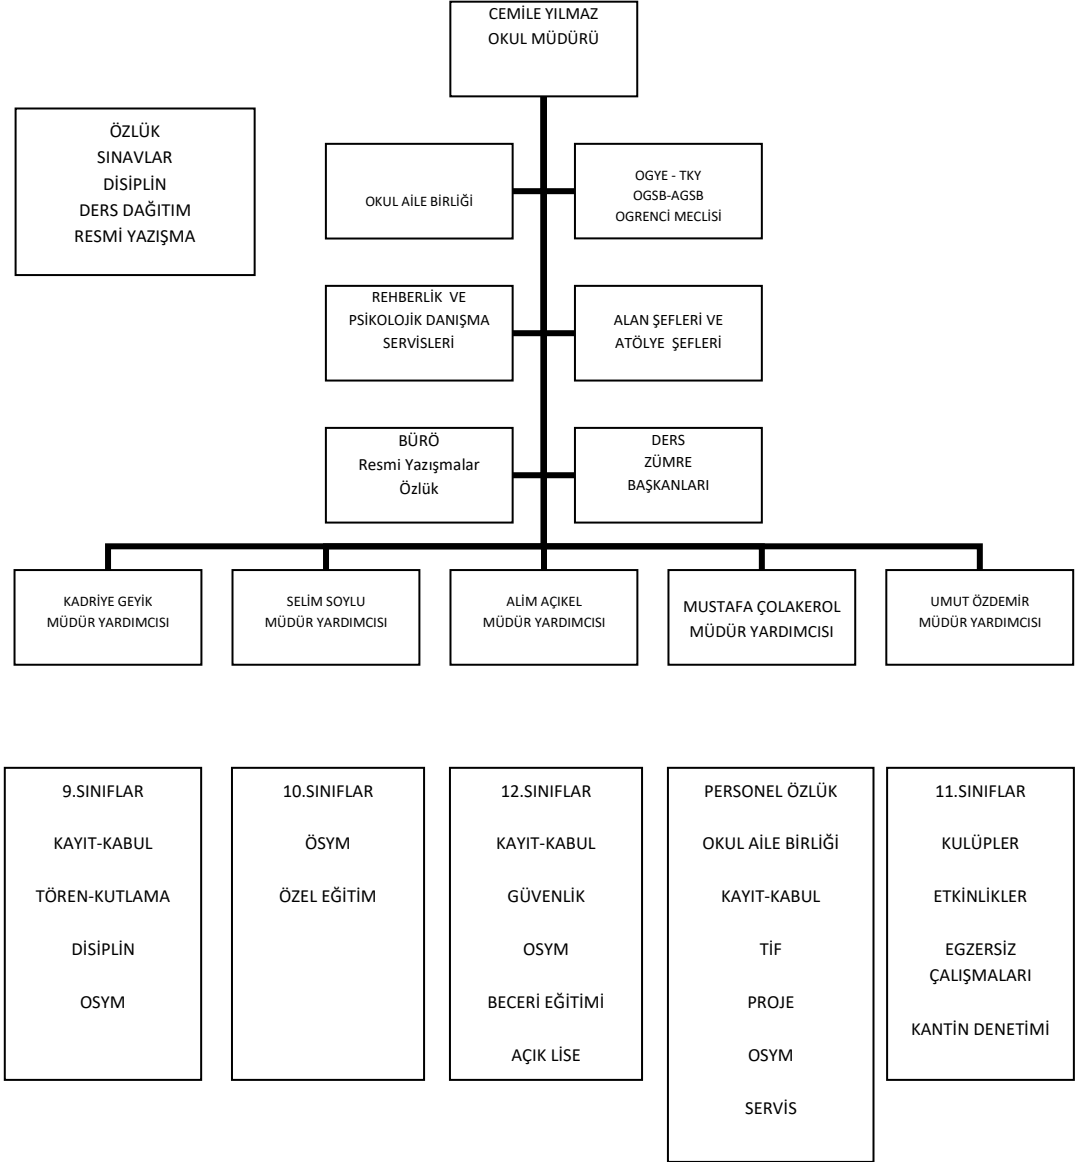 CEMİLE YILMAZ
OKUL MÜDÜRÜ
ÖZLÜK
SINAVLAR
DİSİPLİN
DERS DAĞITIM
RESMİ YAZIŞMA
OKUL AİLE BİRLİĞİ
OGYE - TKY
OGSB-AGSB
OGRENCİ MECLİSİ
REHBERLİK VE
PSİKOLOJİK DANIŞMA
SERVİSLERİ
ALAN ŞEFLERİ VE
ATÖLYE ŞEFLERİ
BÜRÖ
Resmi Yazışmalar
Özlük
DERS
ZÜMRE
BAŞKANLARI
KADRİYE GEYİK
MÜDÜR YARDIMCISI
SELİM SOYLU
MÜDÜR YARDIMCISI
ALİM AÇIKEL
MÜDÜR YARDIMCISI
MUSTAFA ÇOLAKEROL
MÜDÜR YARDIMCISI
UMUT ÖZDEMİR
MÜDÜR YARDIMCISI
9.SINIFLAR
KAYIT-KABUL
TÖREN-KUTLAMA
DİSİPLİN
OSYM
10.SINIFLAR
ÖSYM
ÖZEL EĞİTİM
12.SINIFLAR
KAYIT-KABUL
GÜVENLİK
OSYM
BECERİ EĞİTİMİ
AÇIK LİSE
PERSONEL ÖZLÜK
OKUL AİLE BİRLİĞİ
KAYIT-KABUL
TİF
PROJE
OSYM
SERVİS
11.SINIFLAR
KULÜPLER
ETKİNLİKLER
EGZERSİZ
ÇALIŞMALARI
KANTİN DENETİMİ